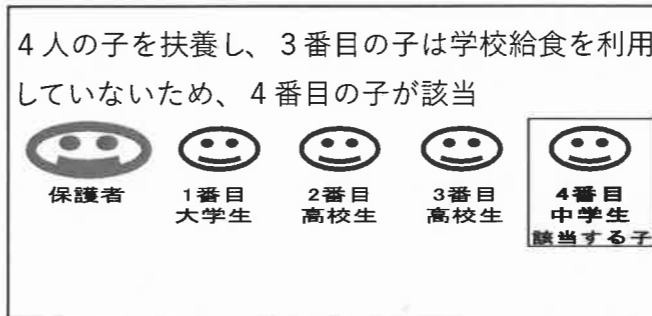 4人の子を扶養し、3番目の子は学校給食を利用
していないため、4番目の子が該当
保護者 1番目 2番目 3番目 4番目
大学生 高校生 高校生 中学生
該当する子